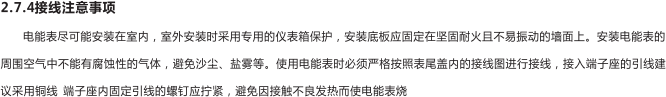 2.7.4接线注意事项
电能表尽可能安装在室内，室外安装时采用专用的仪表箱保护，安装底板应固定在坚固耐火且不易振动的墙面上。安装电能表的
周围空气中不能有腐蚀性的气体，避免沙尘、盐雾等。使用电能表时必须严格按照表尾盖内的接线图进行接线，接入端子座的引线建
议采用铜线 端子座内固定引线的螺钉应拧紧，避免因接触不良发热而使电能表烧